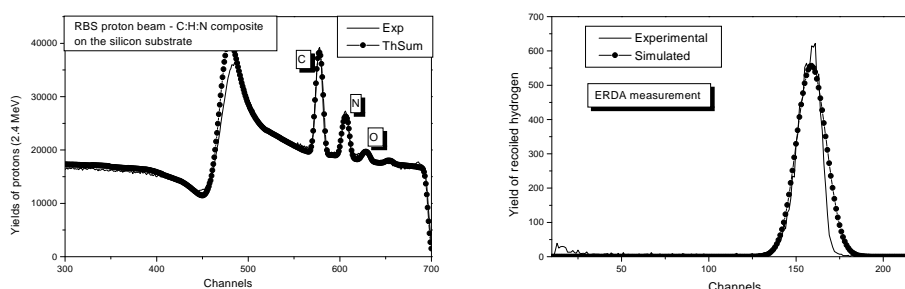 RBS proton beam - C:H:N composite
on the silicon substrate
Exp
ThSum
C
N
O
Yields of protons (2.4 MeV)
40000
30000
20000
10000
0
300
400
500
600
700
Channels
Experimental
Simulated
ERDA measurement
Yield of recoiled hydrogen
700
600
500
400
300
200
100
0
50
100
150
200
Channels